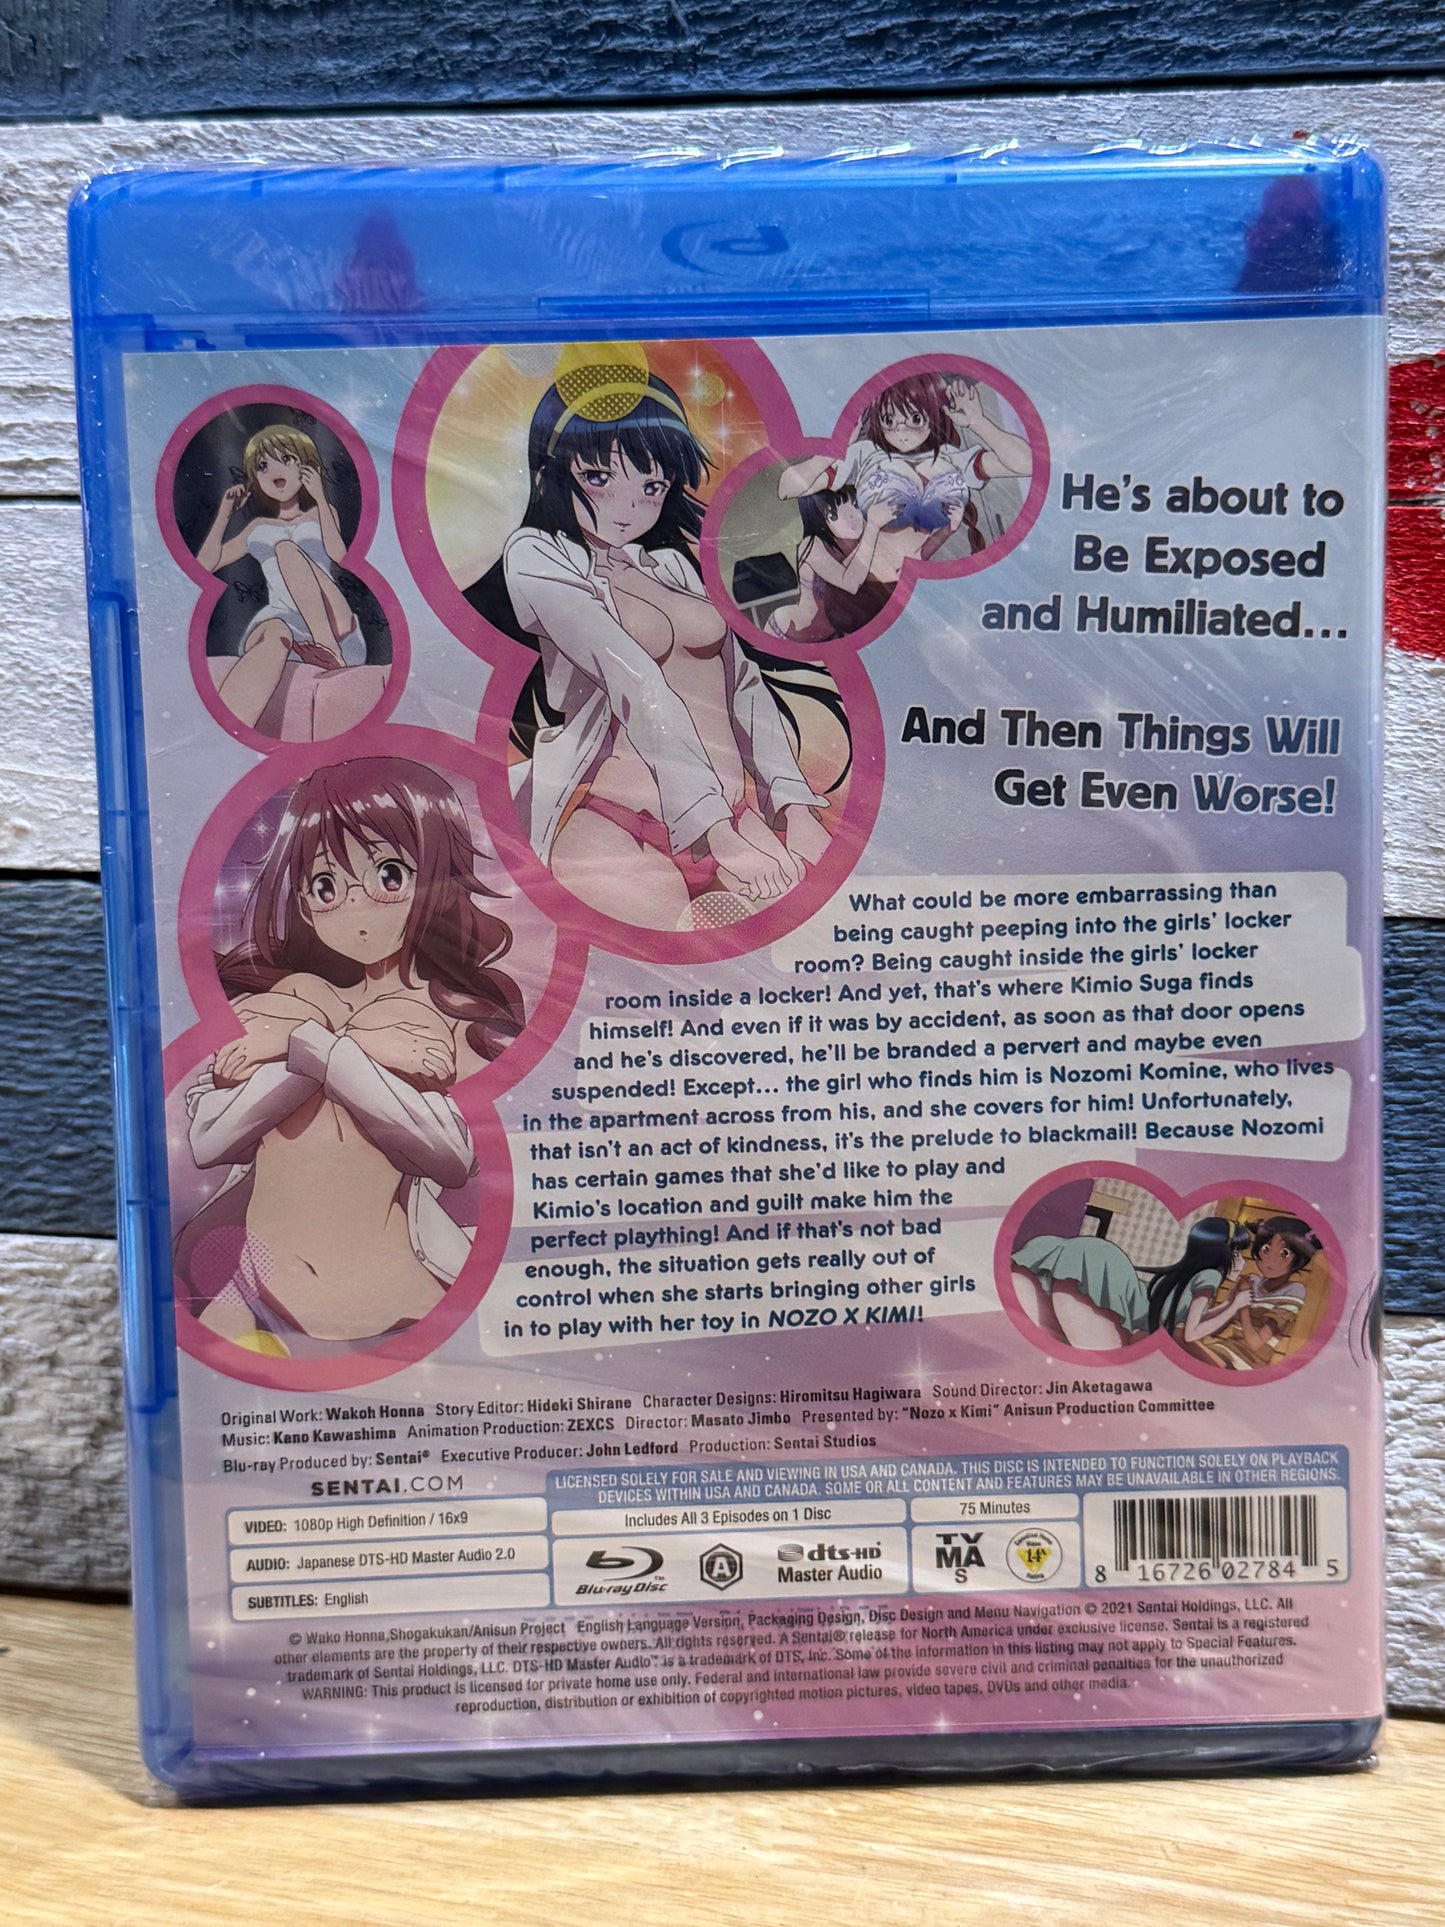 He's about to
Be Exposed
and Humiliated...
And Then Things Will
Get Even Worse!
What could be more embarrassing than
being caught peeping into the girls' locker
room? Being caught inside the girls' locker
room inside a locker! And yet, that's where Kimio Suga finds
himself! And even if it was by accident, as soon as that door opens
and he's discovered, he'll be branded a pervert and maybe even
suspended! Except... the girl who finds him is Nozomi Komine, who lives
in the apartment across from his, and she covers for him! Unfortunately,
that isn't an act of kindness, it's the prelude to blackmail! Because Nozomi
has certain games that she'd like to play and
Kimio's location and guilt make him the
perfect plaything! And if that's not bad
enough, the situation gets really out of
control when she starts bringing other girls
in to play with her toy in NOZO X KIMI!
Original Work: Wakoh Honna Story Editor: Hideki Shirane Character Designs: Hiromitsu Hagiwara Sound Director: Jin Aketagawa
Music: Kano Kawashima Animation Production: ZEXCS Director: Masato Jimbo Presented by: "Nozo x Kimi" Anisun Production Committee
Blu-ray Produced by: Sentai® Executive Producer: John Ledford Production: Sentai Studios
SENTAI.COM
LICENSED SOLELY FOR SALE AND VIEWING IN USA AND CANADA. THIS DISC IS INTENDED TO FUNCTION SOLELY ON PLAYBACK
DEVICES WITHIN USA AND CANADA. SOME OR ALL CONTENT AND FEATURES MAY BE UNAVAILABLE IN OTHER REGIONS.
VIDEO: 1080p High Definition / 16x9
AUDIO: Japanese DTS-HD Master Audio 2.0
SUBTITLES: English
Includes All 3 Episodes on 1 Disc
75 Minutes
Blu-ray Disc™
A
dts-HD
Master Audio
TV
MA
S
14A
8 16726 02784 5
© Wako Honna,Shogakukan/Anisun Project English Language Version, Packaging Design, Disc Design and Menu Navigation © 2021 Sentai Holdings, LLC. All
other elements are the property of their respective owners. All rights reserved. A Sentai® release for North America under exclusive license. Sentai is a registered
trademark of Sentai Holdings, LLC. DTS-HD Master Audio™ is a trademark of DTS, Inc. Some of the information in this listing may not apply to Special Features.
WARNING: This product is licensed for private home use only. Federal and international law provide severe civil and criminal penalties for the unauthorized
reproduction, distribution or exhibition of copyrighted motion pictures, video tapes, DVDs and other media.